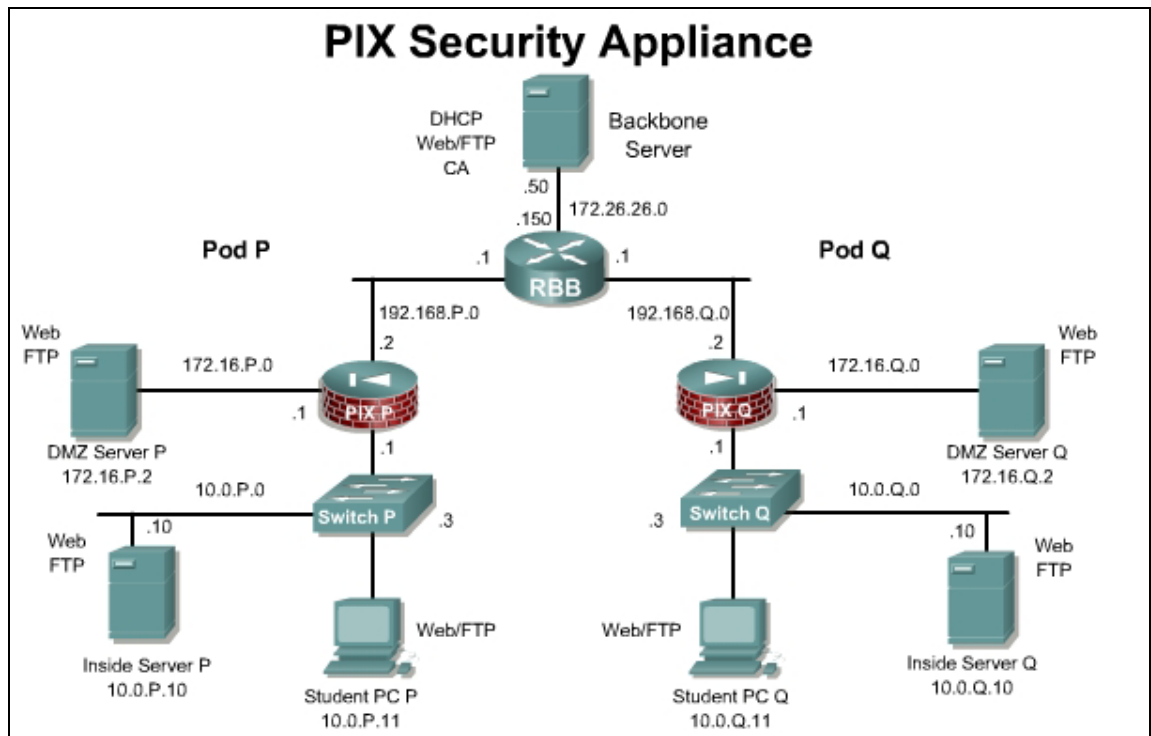 PIX Security Appliance
DHCP
Web/FTP
CA
Backbone
Server
.50
.150
172.26.26.0
Pod P
Pod Q
.1
.1
RBB
192.168.P.0
192.168.Q.0
Web
FTP
.2
.2
Web
FTP
172.16.P.0
172.16.Q.0
PIX P
PIX Q
.1
.1
DMZ Server P
172.16.P.2
.1
.1
DMZ Server Q
172.16.Q.2
10.0.P.0
10.0.Q.0
Switch P
.3
.3
Switch Q
.10
.10
Web
FTP
Web
FTP
Web/FTP
Web/FTP
Inside Server P
10.0.P.10
Student PC P
10.0.P.11
Student PC Q
10.0.Q.11
Inside Server Q
10.0.Q.10